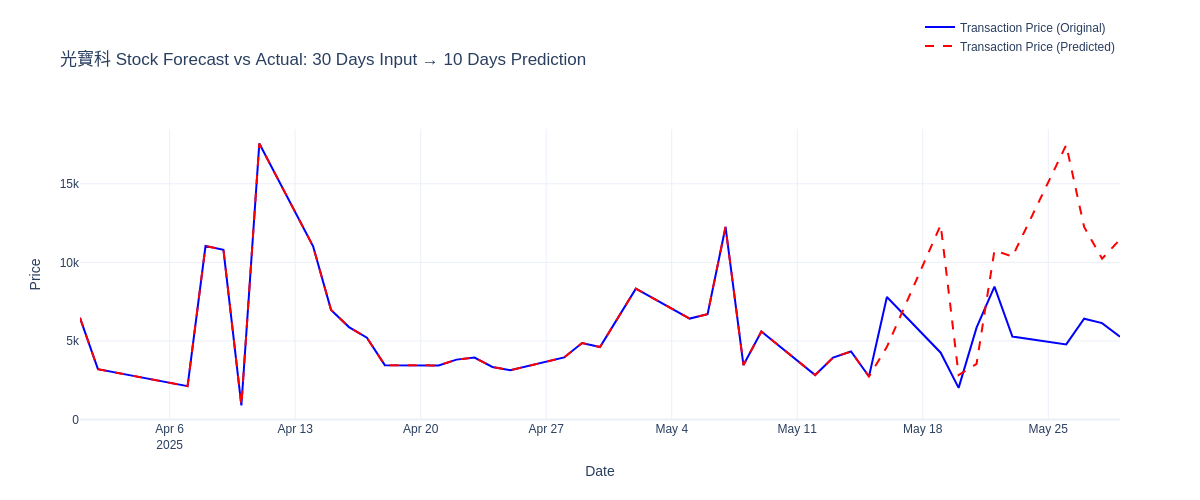 光寶科 Stock Forecast vs Actual: 30 Days Input → 10 Days Prediction
Transaction Price (Original)
Transaction Price (Predicted)
Price
15k
10k
5k
0
Apr 6
2025
Apr 13
Apr 20
Apr 27
May 4
May 11
May 18
May 25
Date